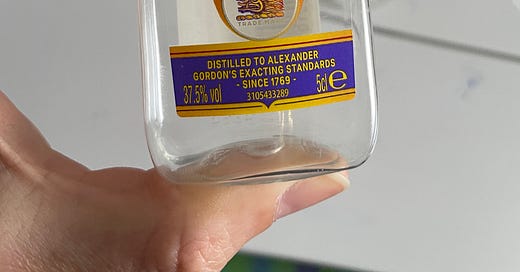 TRADE MARK
DISTILLED TO ALEXANDER
GORDON'S EXACTING STANDARDS
- SINCE 1769 -
37.5% vol
3105433289
5cl e